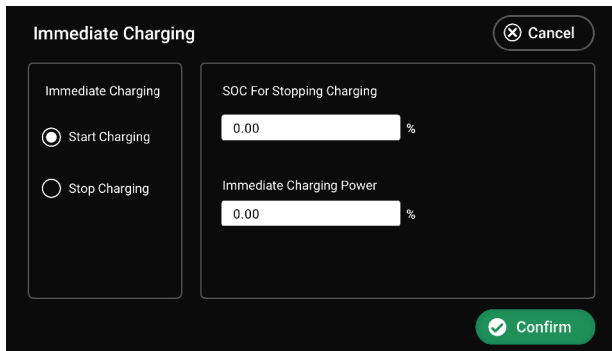 Immediate Charging
Cancel
Immediate Charging
Start Charging
Stop Charging
SOC For Stopping Charging
0.00 %
Immediate Charging Power
0.00 %
Confirm